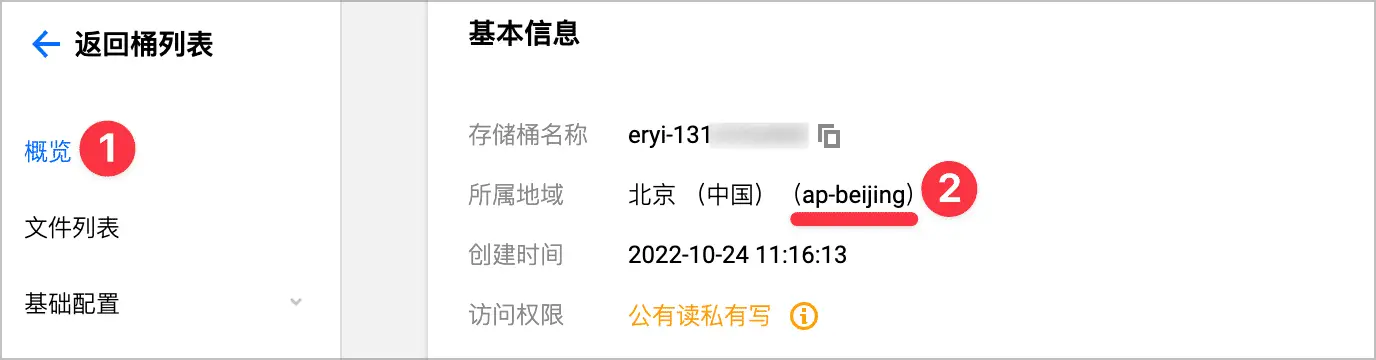 返回桶列表
概览 1
文件列表
基础配置
基本信息
存储桶名称 eryi-131
所属地域 北京 （中国）（ap-beijing） 2
创建时间 2022-10-24 11:16:13
访问权限 公有读私有写